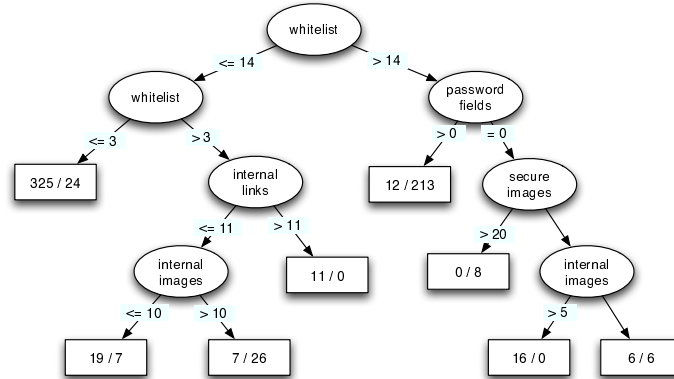 whitelist
<= 14
> 14
whitelist
password
fields
<= 3
> 3
> 0
= 0
325 / 24
internal
links
12 / 213
secure
images
<= 11
> 11
> 20
internal
images
11 / 0
0 / 8
internal
images
<= 10
> 10
> 5
19 / 7
7 / 26
16 / 0
6 / 6